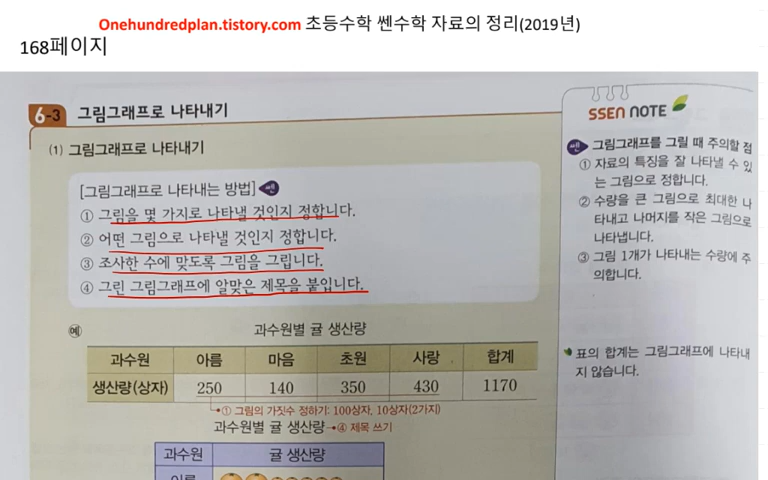 Onehundredplan.tistory.com 초등수학 쎈수학 자료의 정리(2019년)
168페이지
6-3 그림그래프로 나타내기
(1) 그림그래프로 나타내기
[그림그래프로 나타내는 방법] 쎈
① 그림을 몇 가지로 나타낼 것인지 정합니다.
② 어떤 그림으로 나타낼 것인지 정합니다.
③ 조사한 수에 맞도록 그림을 그립니다.
④ 그린 그림그래프에 알맞은 제목을 붙입니다.
예 과수원별 귤 생산량
과수원 아름 마음 초원 사랑 합계
생산량(상자) 250 140 350 430 1170
① 그림의 가짓수 정하기: 100상자, 10상자(2가지)
과수원별 귤 생산량 ④ 제목 쓰기
과수원 귤 생산량
아름
SSEN NOTE
쎈 그림그래프를 그릴 때 주의할 점
① 자료의 특징을 잘 나타낼 수 있
는 그림으로 정합니다.
② 수량을 큰 그림으로 최대한 나
타내고 나머지를 작은 그림으로
나타냅니다.
③ 그림 1개가 나타내는 수량에 주
의합니다.
표의 합계는 그림그래프에 나타내
지 않습니다.